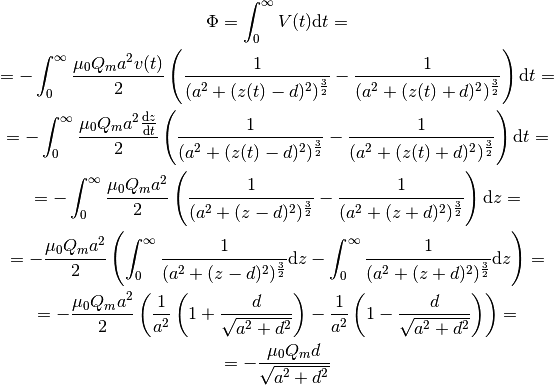 $$\Phi = \int_0^\infty V(t)\mathrm{d}t =$$
$$= -\int_0^\infty \frac{\mu_0 Q_m a^2 v(t)}{2} \left( \frac{1}{(a^2 + (z(t) - d)^2)^{\frac{3}{2}}} - \frac{1}{(a^2 + (z(t) + d)^2)^{\frac{3}{2}}} \right) \mathrm{d}t =$$
$$= -\int_0^\infty \frac{\mu_0 Q_m a^2 \frac{\mathrm{d}z}{\mathrm{d}t}}{2} \left( \frac{1}{(a^2 + (z(t) - d)^2)^{\frac{3}{2}}} - \frac{1}{(a^2 + (z(t) + d)^2)^{\frac{3}{2}}} \right) \mathrm{d}t =$$
$$= -\int_0^\infty \frac{\mu_0 Q_m a^2}{2} \left( \frac{1}{(a^2 + (z - d)^2)^{\frac{3}{2}}} - \frac{1}{(a^2 + (z + d)^2)^{\frac{3}{2}}} \right) \mathrm{d}z =$$
$$= -\frac{\mu_0 Q_m a^2}{2} \left( \int_0^\infty \frac{1}{(a^2 + (z - d)^2)^{\frac{3}{2}}} \mathrm{d}z - \int_0^\infty \frac{1}{(a^2 + (z + d)^2)^{\frac{3}{2}}} \mathrm{d}z \right) =$$
$$= -\frac{\mu_0 Q_m a^2}{2} \left( \frac{1}{a^2} \left( 1 + \frac{d}{\sqrt{a^2 + d^2}} \right) - \frac{1}{a^2} \left( 1 - \frac{d}{\sqrt{a^2 + d^2}} \right) \right) =$$
$$= -\frac{\mu_0 Q_m d}{\sqrt{a^2 + d^2}}$$